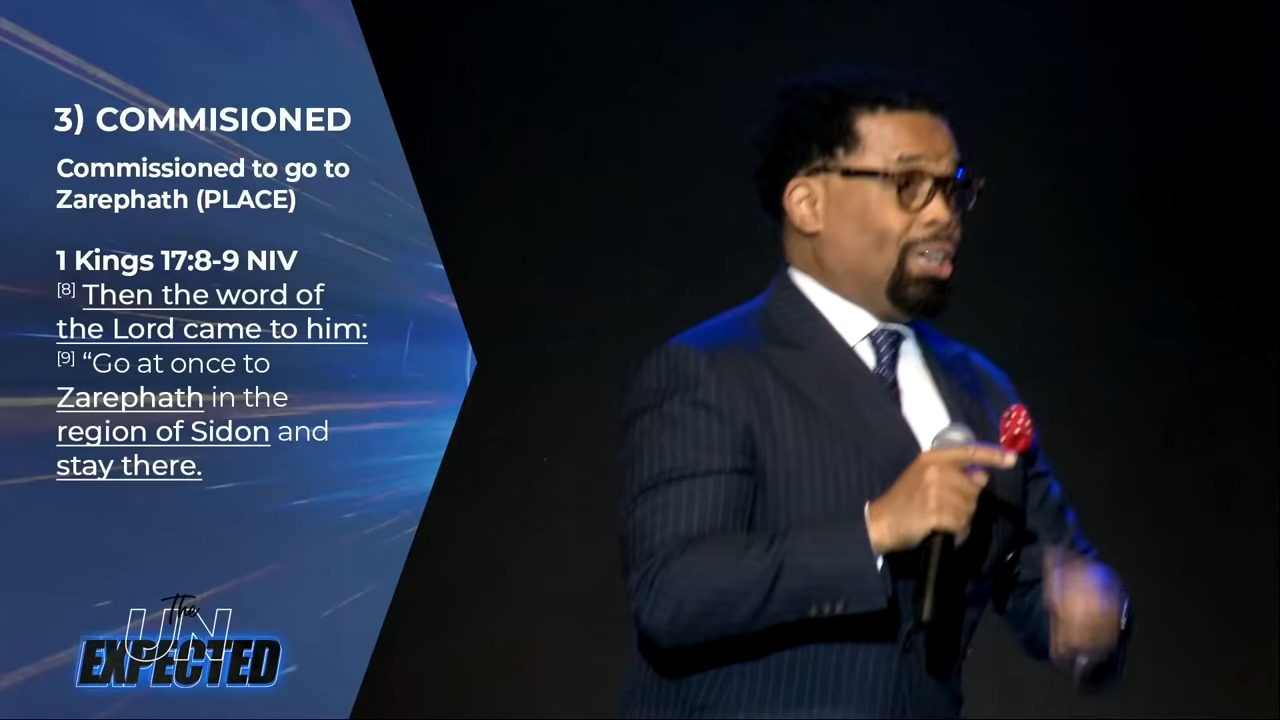 3) COMMISIONED
Commissioned to go to
Zarephath (PLACE)
1 Kings 17:8-9 NIV
[8] Then the word of
the Lord came to him:
[9] “Go at once to
Zarephath in the
region of Sidon and
stay there.
The
UN
EXPECTED